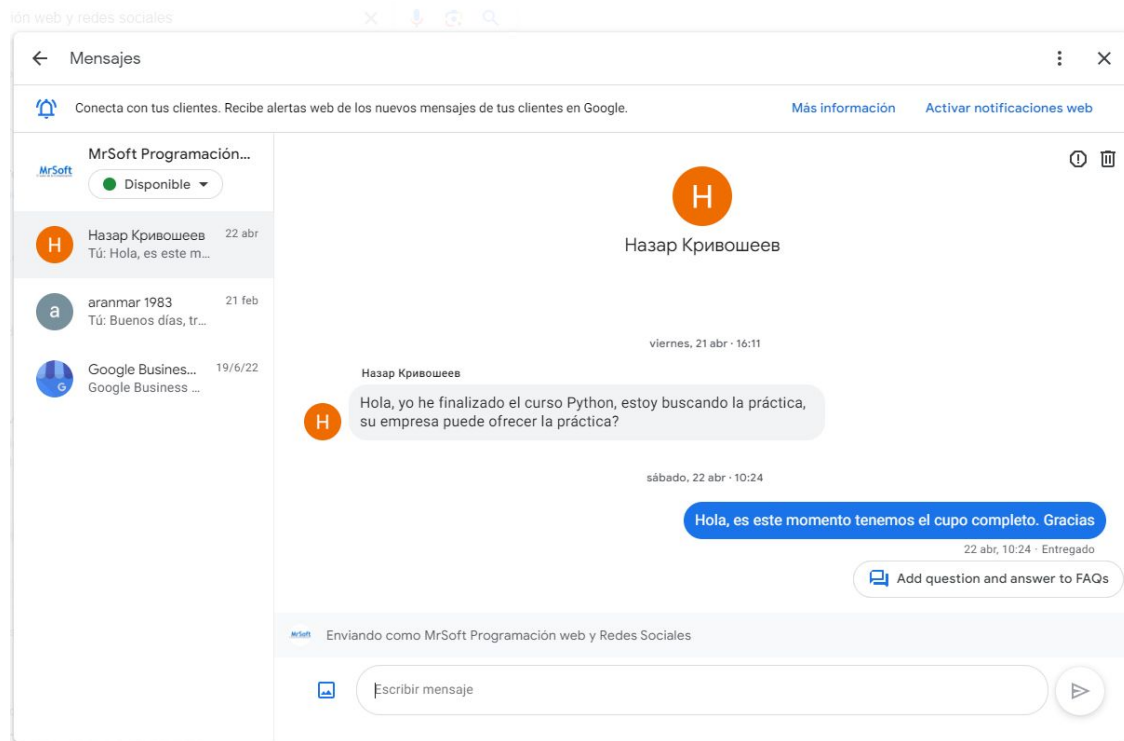 ión web y redes sociales
Mensajes
Conecta con tus clientes. Recibe alertas web de los nuevos mensajes de tus clientes en Google.
Más información
Activar notificaciones web
MrSoft
MrSoft Programación...
Disponible
H
Назар Кривошеев
22 abr
Tú: Hola, es este m...
a
aranmar 1983
21 feb
Tú: Buenos días, tr...
G
Google Busines...
19/6/22
Google Business ...
H
Назар Кривошеев
viernes, 21 abr · 16:11
Назар Кривошеев
H
Hola, yo he finalizado el curso Python, estoy buscando la práctica,
su empresa puede ofrecer la práctica?
sábado, 22 abr · 10:24
Hola, es este momento tenemos el cupo completo. Gracias
22 abr, 10:24 · Entregado
Add question and answer to FAQs
MrSoft
Enviando como MrSoft Programación web y Redes Sociales
Escribir mensaje